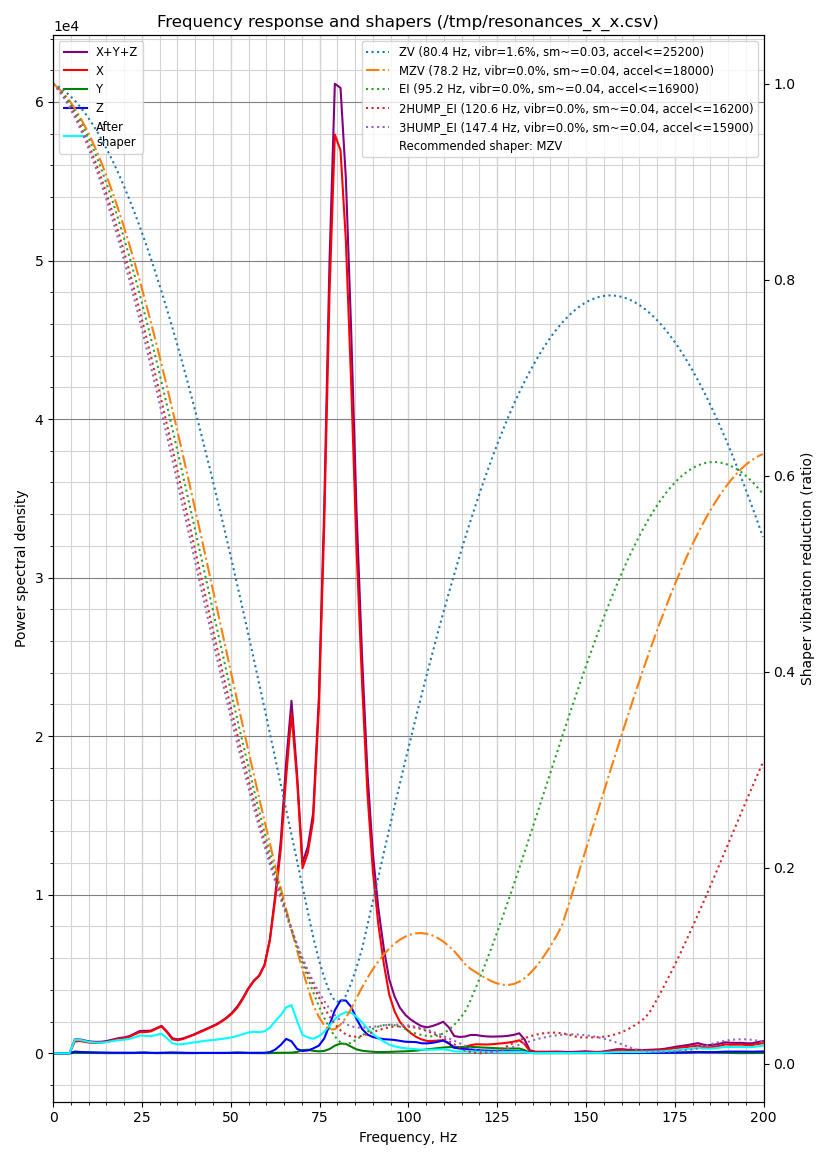 Frequency response and shapers (/tmp/resonances_x_x.csv)
1e4
X+Y+Z
X
Y
Z
After
shaper
ZV (80.4 Hz, vibr=1.6%, sm~=0.03, accel<=25200)
MZV (78.2 Hz, vibr=0.0%, sm~=0.04, accel<=18000)
EI (95.2 Hz, vibr=0.0%, sm~=0.04, accel<=16900)
2HUMP_EI (120.6 Hz, vibr=0.0%, sm~=0.04, accel<=16200)
3HUMP_EI (147.4 Hz, vibr=0.0%, sm~=0.04, accel<=15900)
Recommended shaper: MZV
6
5
4
3
2
1
0
Power spectral density
1.0
0.8
0.6
0.4
0.2
0.0
Shaper vibration reduction (ratio)
0 25 50 75 100 125 150 175 200
Frequency, Hz